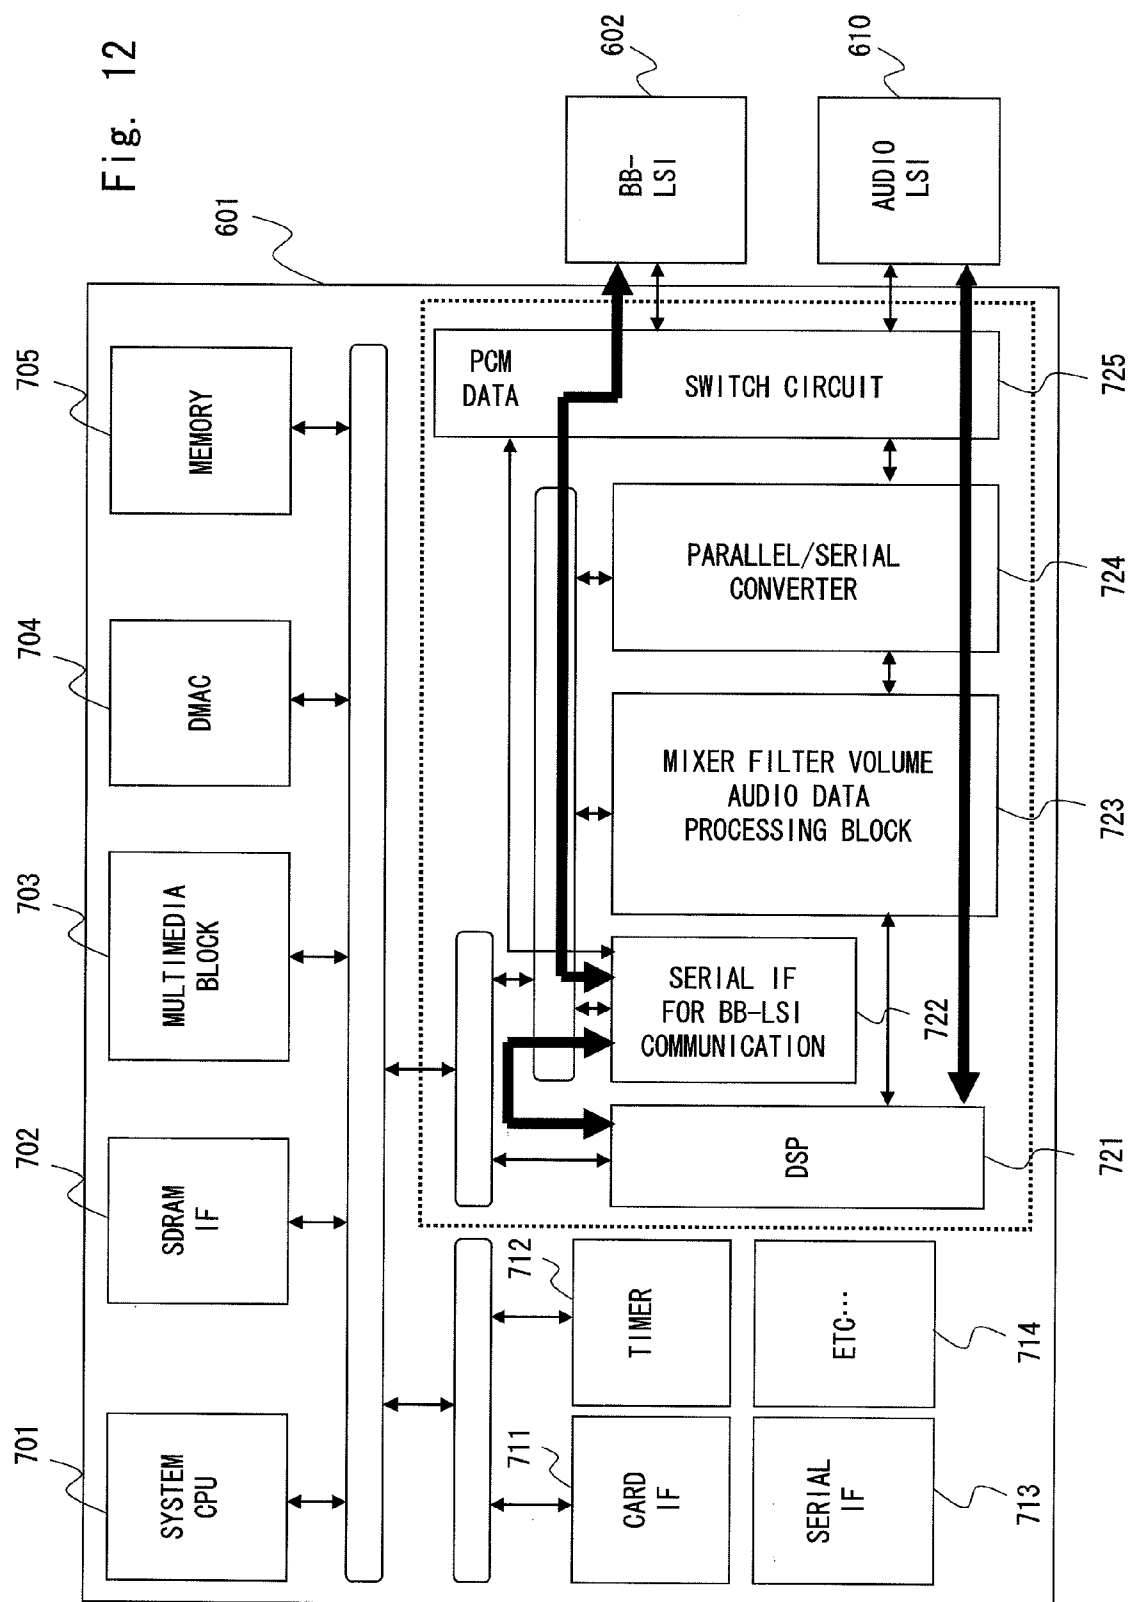 Fig. 12
601
701
SYSTEM
CPU
702
SDRAM
IF
703
MULTIMEDIA
BLOCK
704
DMAC
705
MEMORY
711
CARD
IF
712
TIMER
713
SERIAL
IF
714
ETC…
DSP
721
SERIAL IF
FOR BB-LSI
COMMUNICATION
722
MIXER FILTER VOLUME
AUDIO DATA
PROCESSING BLOCK
723
PARALLEL/SERIAL
CONVERTER
724
PCM
DATA
SWITCH CIRCUIT
725
BB-
LSI
602
AUDIO
LSI
610